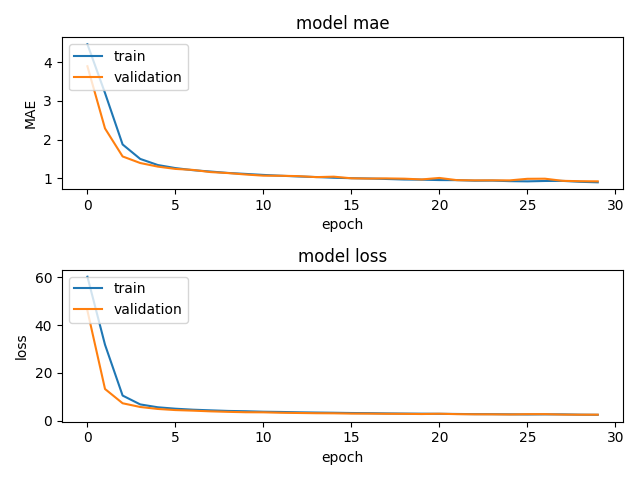 model mae
train
validation
4
3
2
1
MAE
0 5 10 15 20 25 30
epoch
model loss
train
validation
60
40
20
0
loss
0 5 10 15 20 25 30
epoch